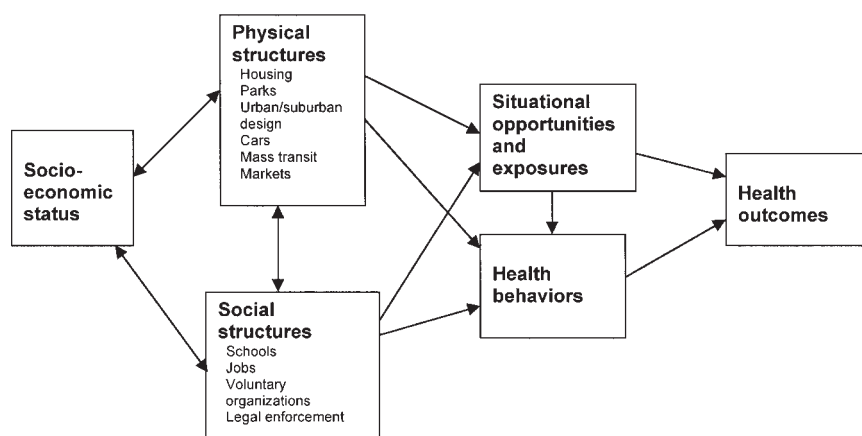 Physical
structures
Housing
Parks
Urban/suburban
design
Cars
Mass transit
Markets
Socio-
economic
status
Situational
opportunities
and
exposures
Health
outcomes
Health
behaviors
Social
structures
Schools
Jobs
Voluntary
organizations
Legal enforcement